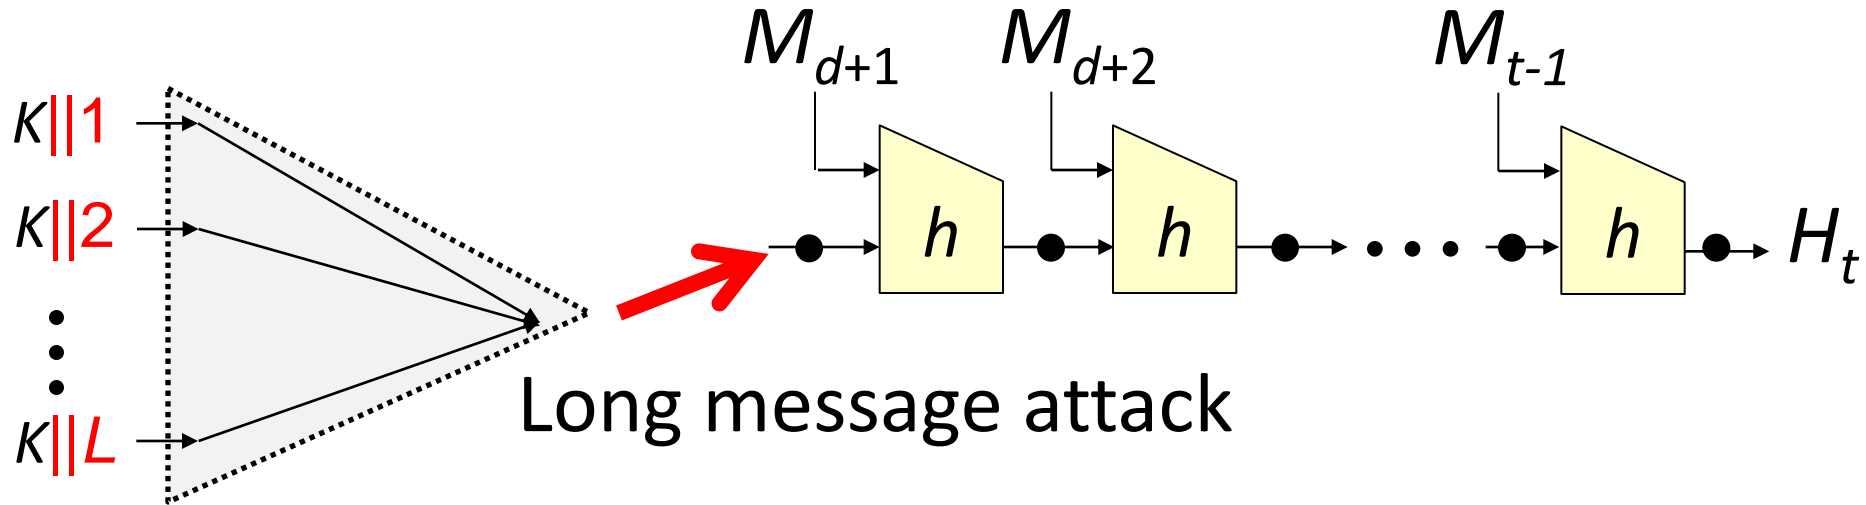 M_{d+1} M_{d+2} M_{t-1}
K||1
K||2
K||L
h h h H_t
Long message attack